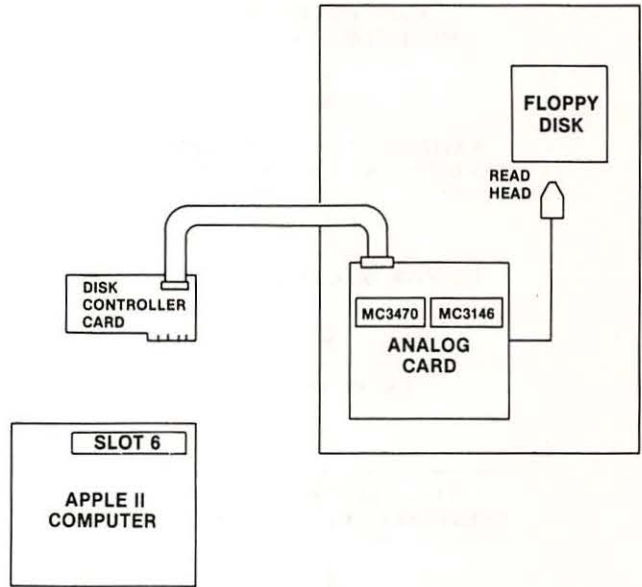 FLOPPY
DISK
READ
HEAD
DISK
CONTROLLER
CARD
MC3470
MC3146
ANALOG
CARD
SLOT 6
APPLE II
COMPUTER